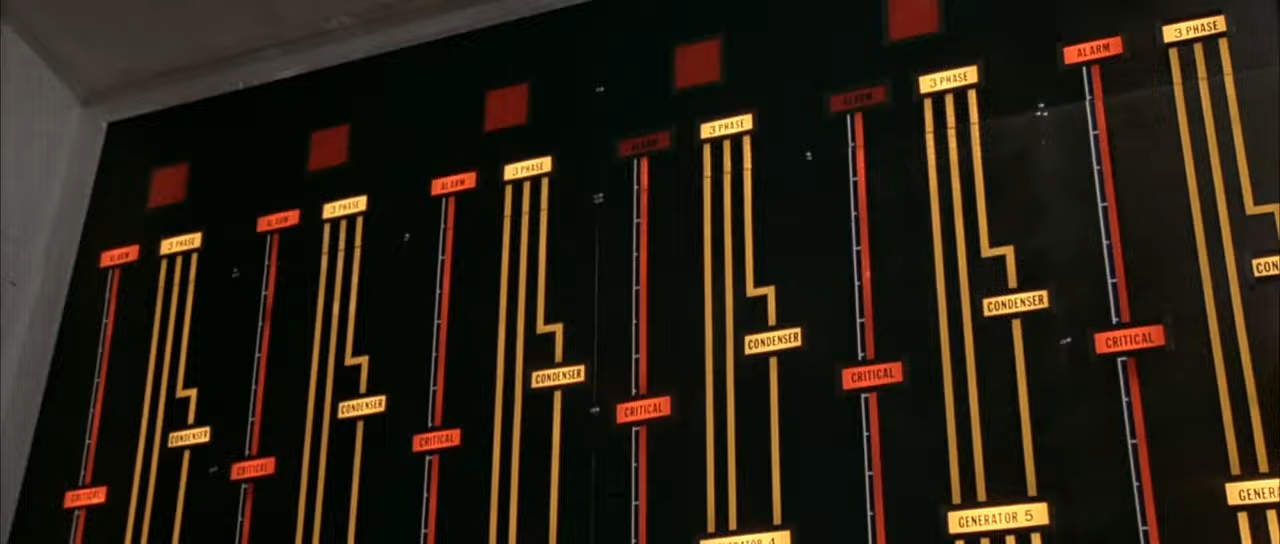 3 PHASE
ALARM
3 PHASE
ALARM
3 PHASE
ALARM
3 PHASE
ALARM
3 PHASE
ALARM
3 PHASE
ALARM
CONDENSER
CRITICAL
CONDENSER
CRITICAL
CONDENSER
CRITICAL
CONDENSER
CRITICAL
CONDENSER
CRITICAL
CRITICAL
GENERATOR 5